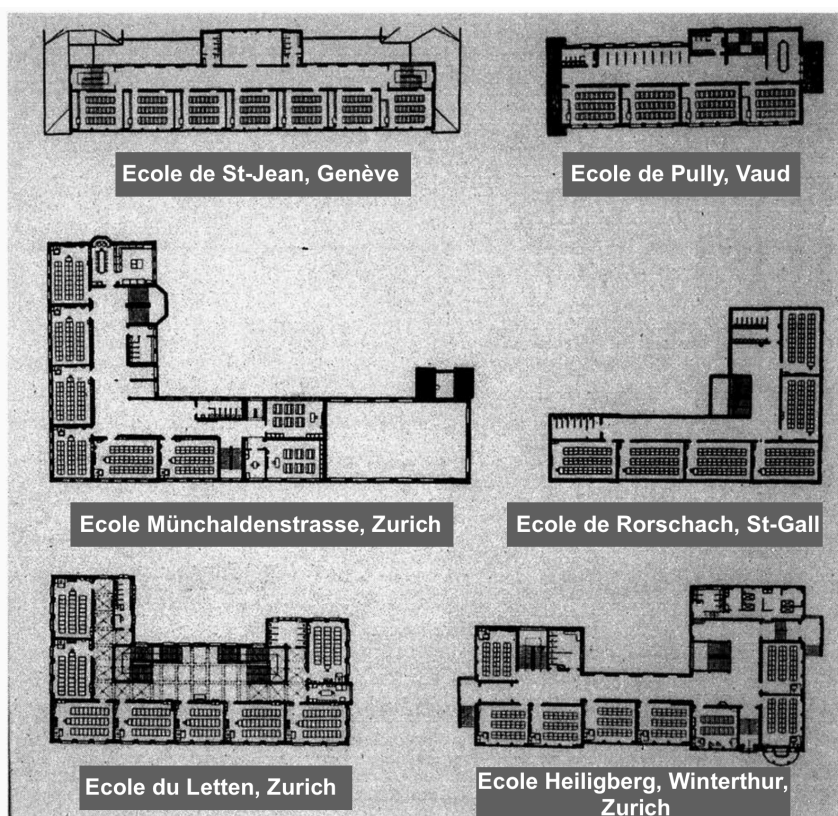 Ecole de St-Jean, Genève
Ecole de Pully, Vaud
Ecole Münchaldenstrasse, Zurich
Ecole de Rorschach, St-Gall
Ecole du Letten, Zurich
Ecole Heiligberg, Winterthur,
Zurich